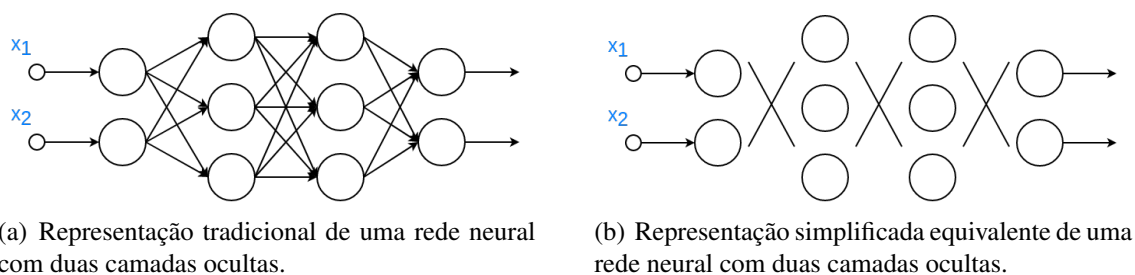 x1
x2
x1
x2
(a) Representação tradicional de uma rede neural
com duas camadas ocultas.
(b) Representação simplificada equivalente de uma
rede neural com duas camadas ocultas.